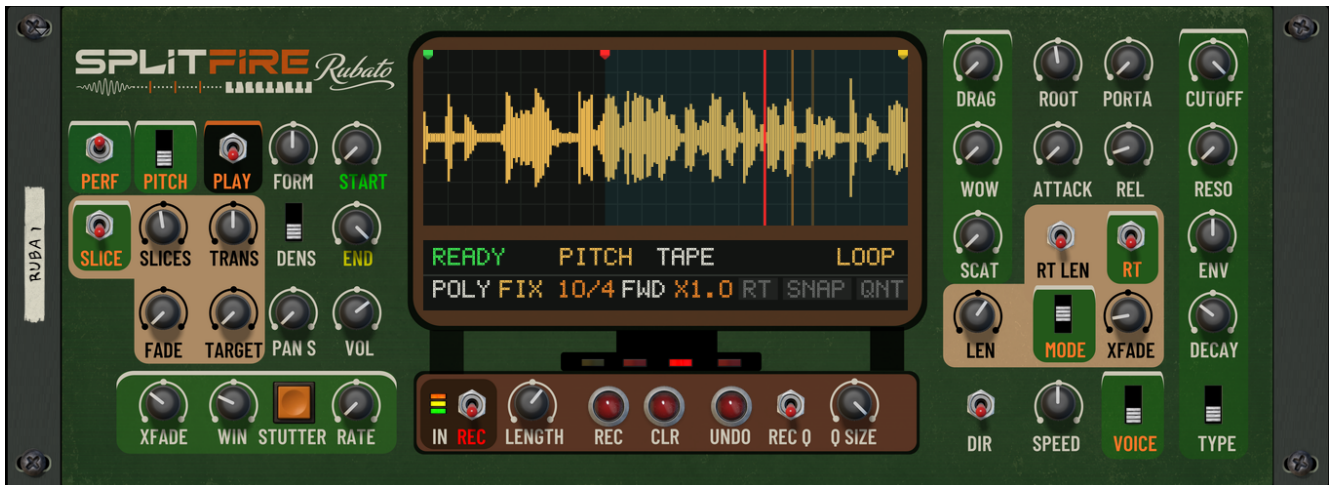 SPLITFIRE Rubato
PERF PITCH PLAY FORM START
SLICE SLICES TRANS DENS END
FADE TARGET PAN S VOL
XFADE WIN STUTTER RATE
RUBA 1
READY PITCH TAPE LOOP
POLY FIX 10/4 FWD X1.0 RT SNAP QNT
IN REC LENGTH REC CLR UNDO REC Q Q SIZE
DRAG ROOT PORTA CUTOFF
WOW ATTACK REL RESO
SCAT RT LEN RT ENV
LEN MODE XFADE DECAY
DIR SPEED VOICE TYPE